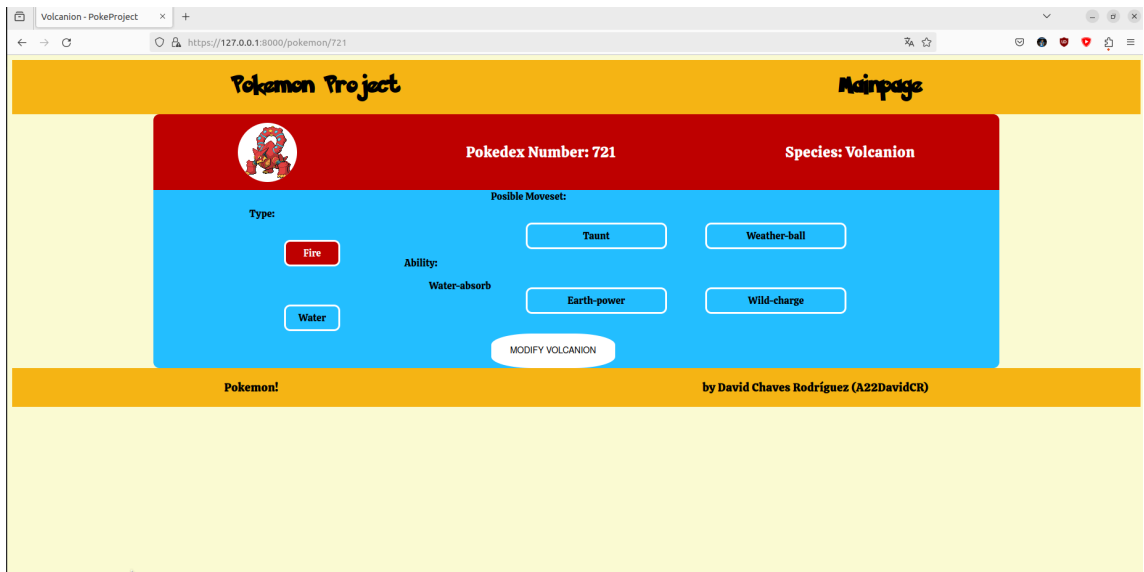 Volcanion - PokeProject
https://127.0.0.1:8000/pokemon/721
Pokemon Project
Mainpage
Pokedex Number: 721
Species: Volcanion
Posible Moveset:
Type:
Taunt
Weather-ball
Fire
Ability:
Water-absorb
Earth-power
Wild-charge
Water
MODIFY VOLCANION
Pokemon!
by David Chaves Rodríguez (A22DavidCR)